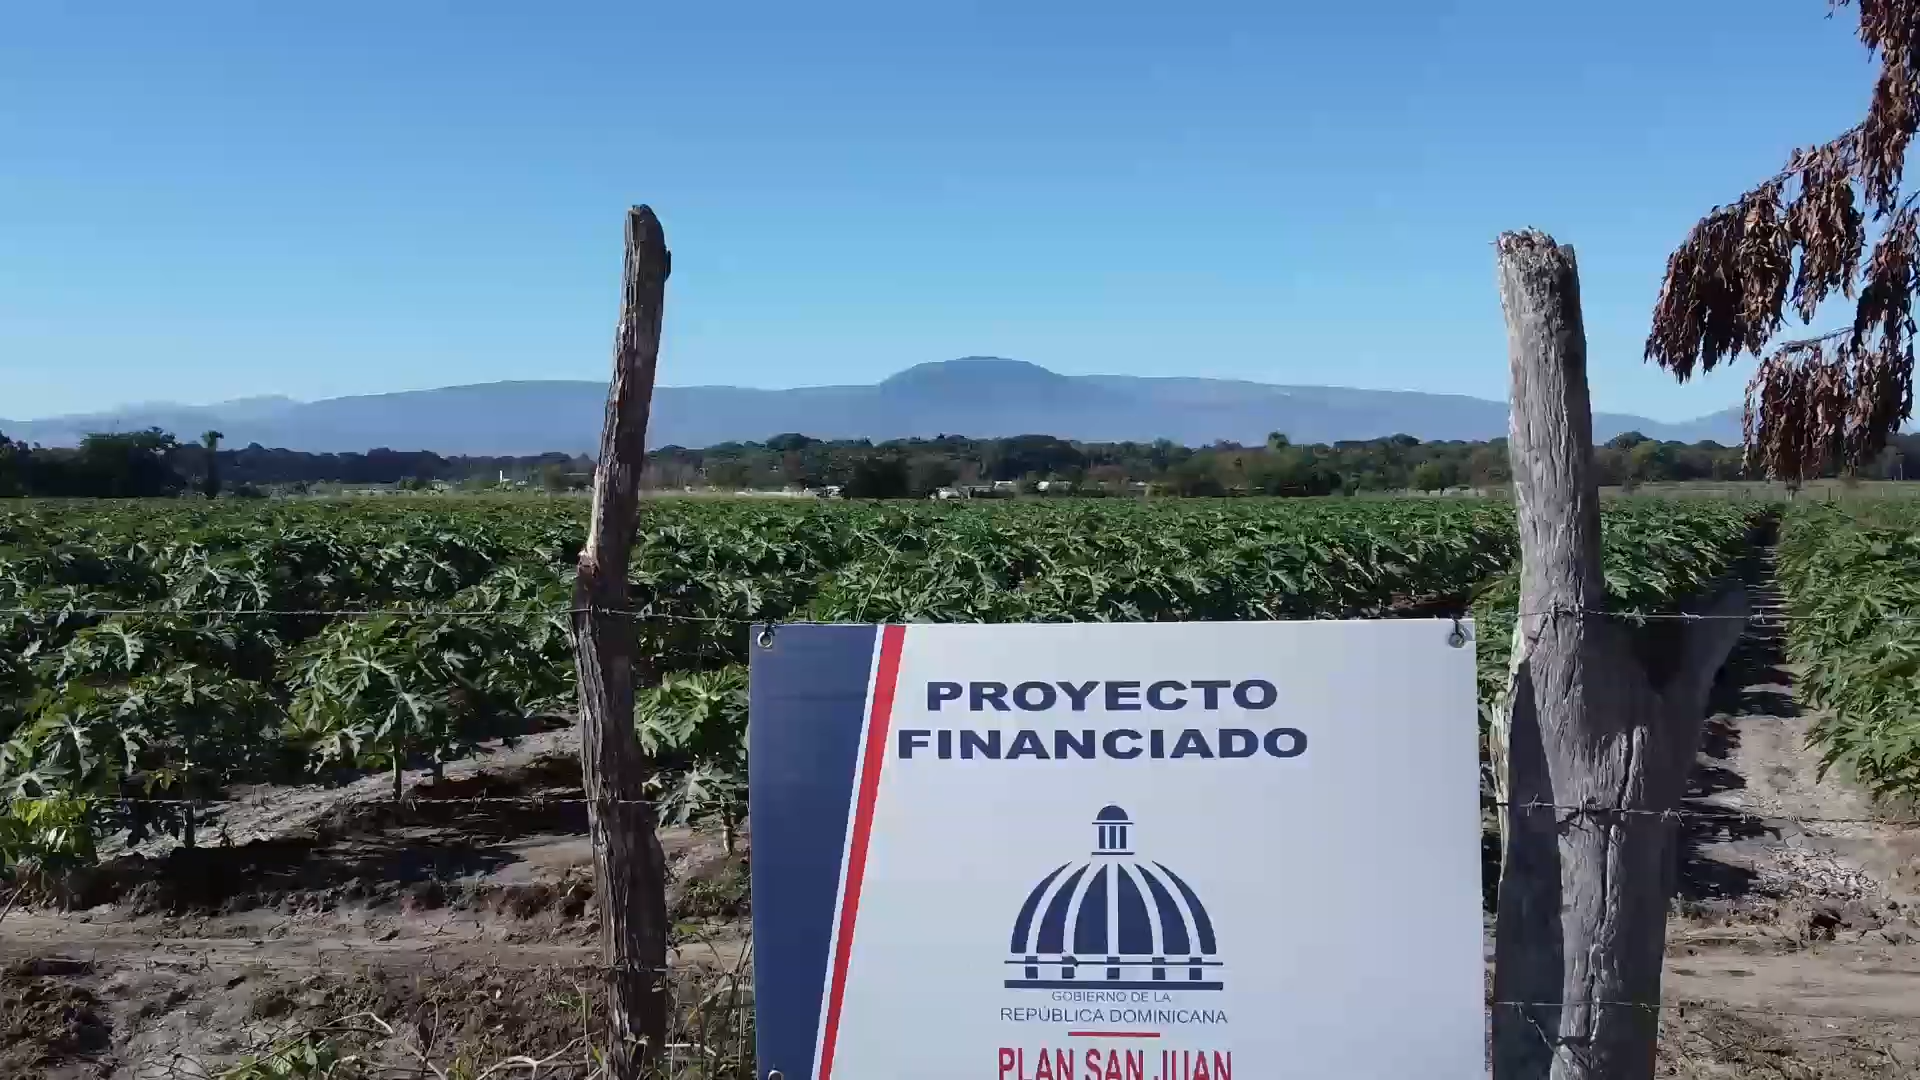 PROYECTO
FINANCIADO
GOBIERNO DE LA
REPÚBLICA DOMINICANA
PLAN SAN JUAN